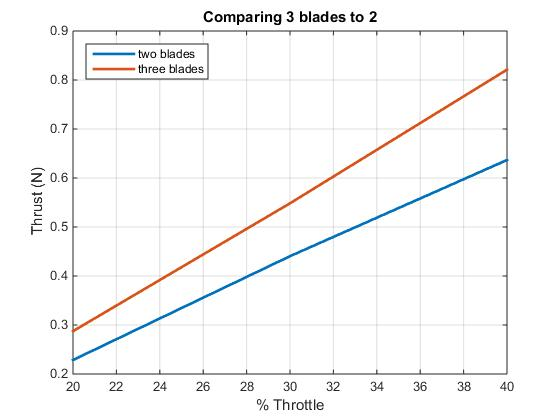 Comparing 3 blades to 2
0.9
two blades
three blades
0.8
0.7
0.6
0.5
0.4
0.3
0.2
Thrust (N)
20 22 24 26 28 30 32 34 36 38 40
% Throttle